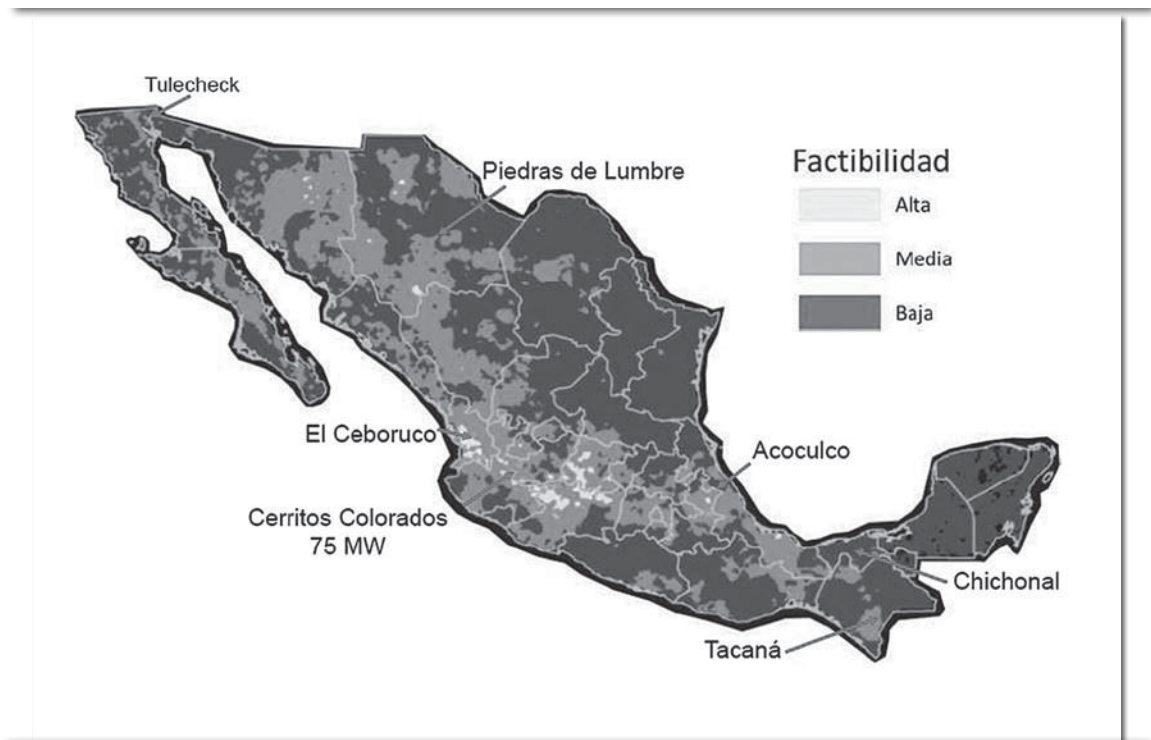 Tulecheck
Piedras de Lumbre
Factibilidad
Alta
Media
Baja
El Ceboruco
Acoculco
Cerritos Colorados
75 MW
Chichonal
Tacaná